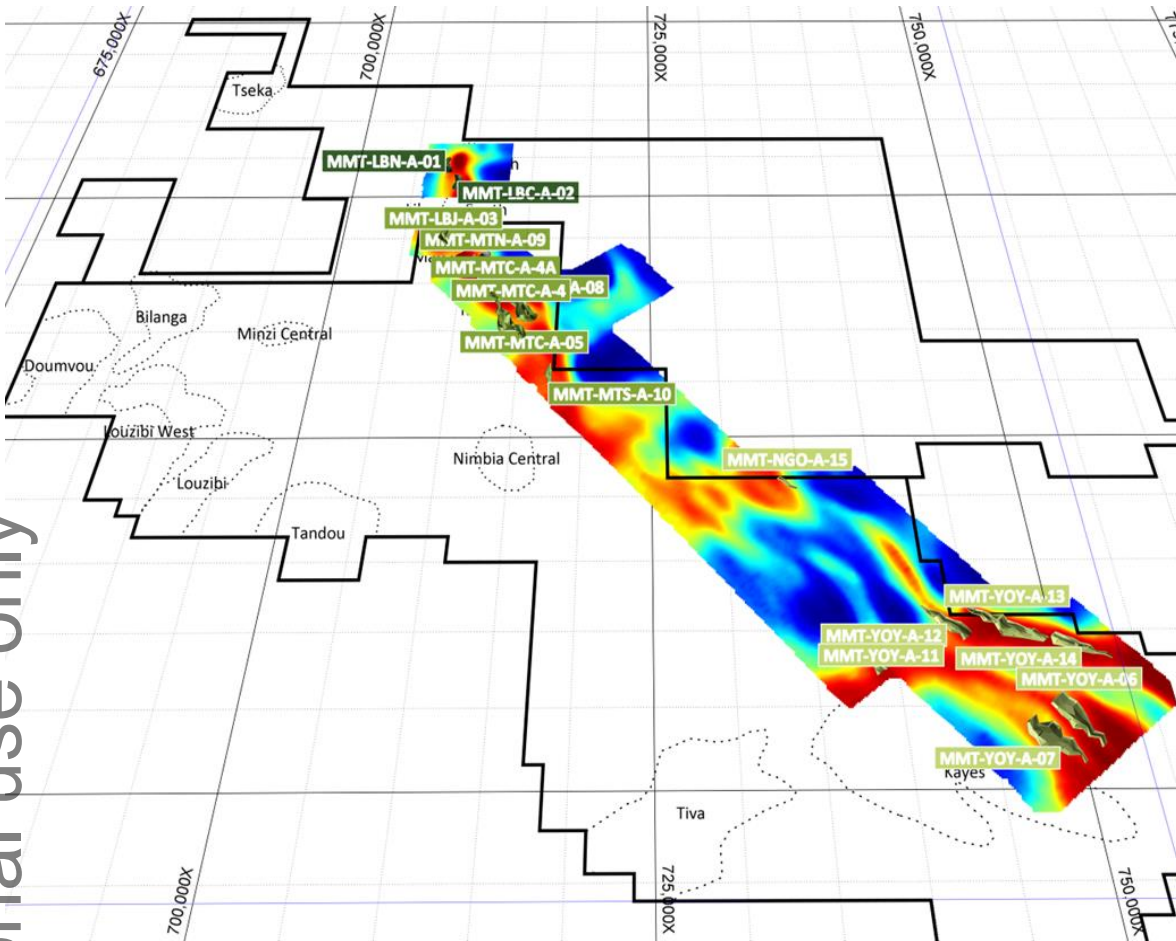 675,000X
700,000X
725,000X
750,000X
Tseka
MMT-LBN-A-01
MMT-LBC-A-02
MMT-LBJ-A-03
MMT-MTN-A-09
MMT-MTC-A-4A
MMT-MTC-A-4
A-08
MMT-MTC-A-05
MMT-MTS-A-10
Bilanga
Minzi Central
Doumvou
Louzibi West
Louzibi
Nimbia Central
Tandou
MMT-NGO-A-15
MMT-YOY-A-13
MMT-YOY-A-12
MMT-YOY-A-11
MMT-YOY-A-14
MMT-YOY-A-06
MMT-YOY-A-07
Kayes
Tiva
700,000X
725,000X
750,000X
use only